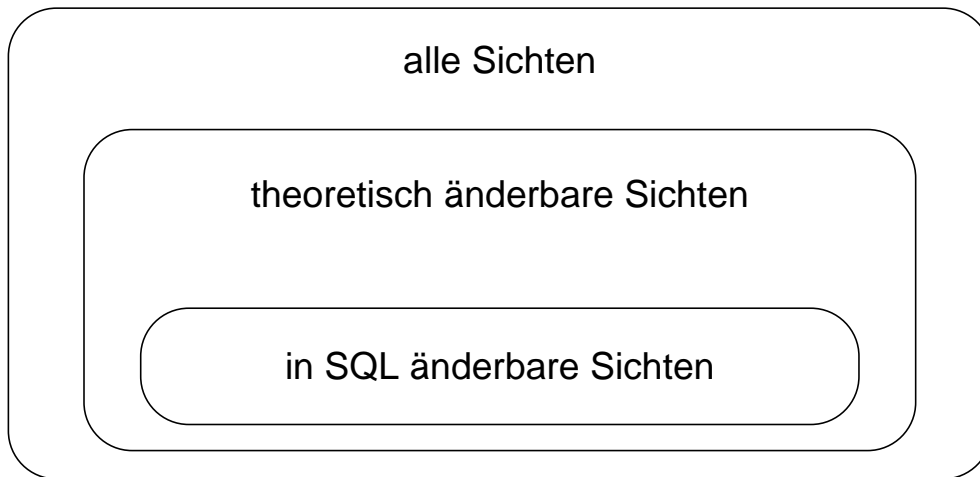 alle Sichten
theoretisch änderbare Sichten
in SQL änderbare Sichten